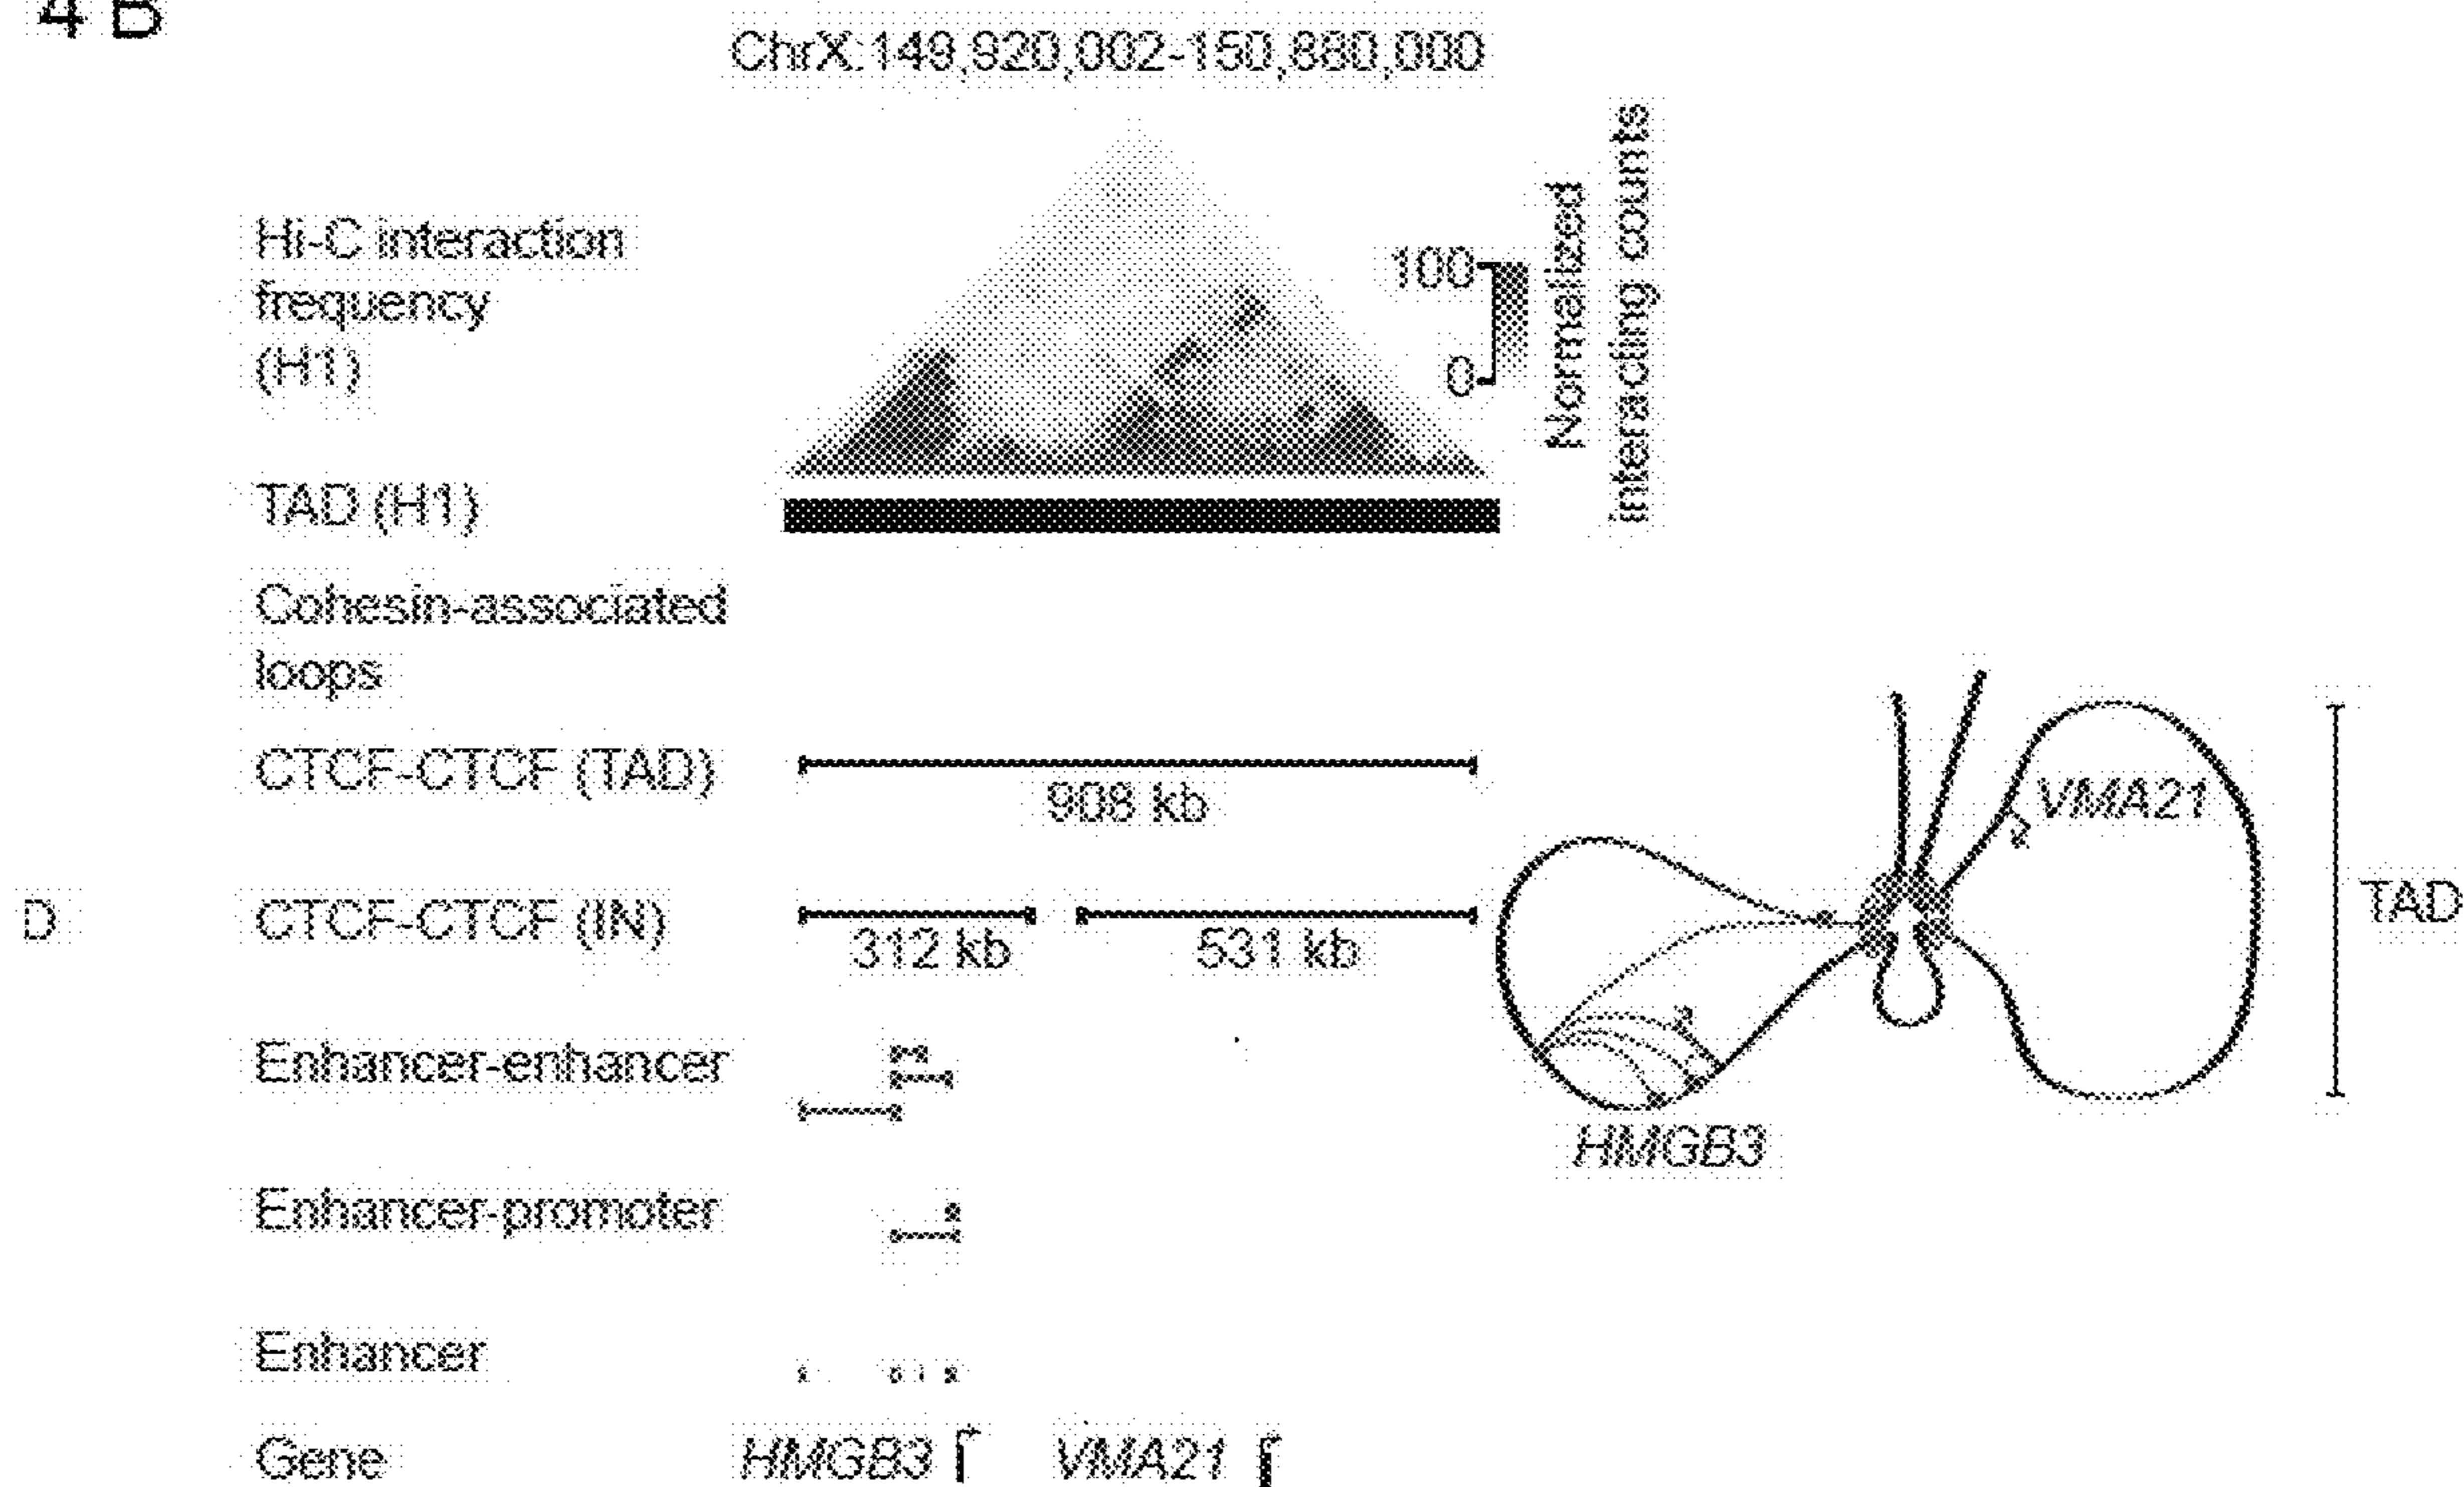 4 B
ChrX:149,920,002-150,880,000
Hi-C interaction
frequency
(H1)
100
0
Normalized
interacting counts
TAD (H1)
Cohesin-associated
loops
CTCF-CTCF (TAD)
908 kb
VMA21
TAD
D
CTCF-CTCF (IN)
312 kb
531 kb
Enhancer-enhancer
HMGB3
Enhancer-promoter
Enhancer
Gene
HMGB3
VMA21